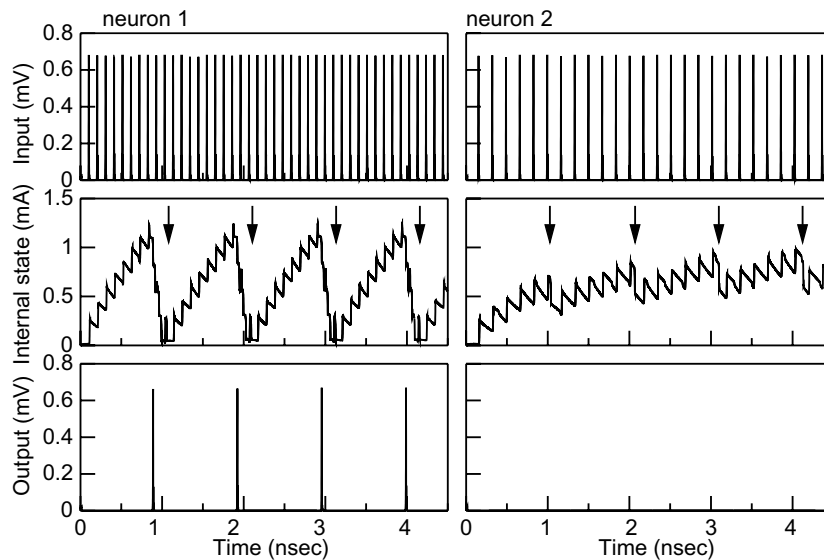 neuron 1
neuron 2
Input (mV)
0.8
0.6
0.4
0.2
0
Internal state (mA)
1.5
1
0.5
0
Output (mV)
0.8
0.6
0.4
0.2
0
0 1 2 3 4
0 1 2 3 4
Time (nsec)
Time (nsec)